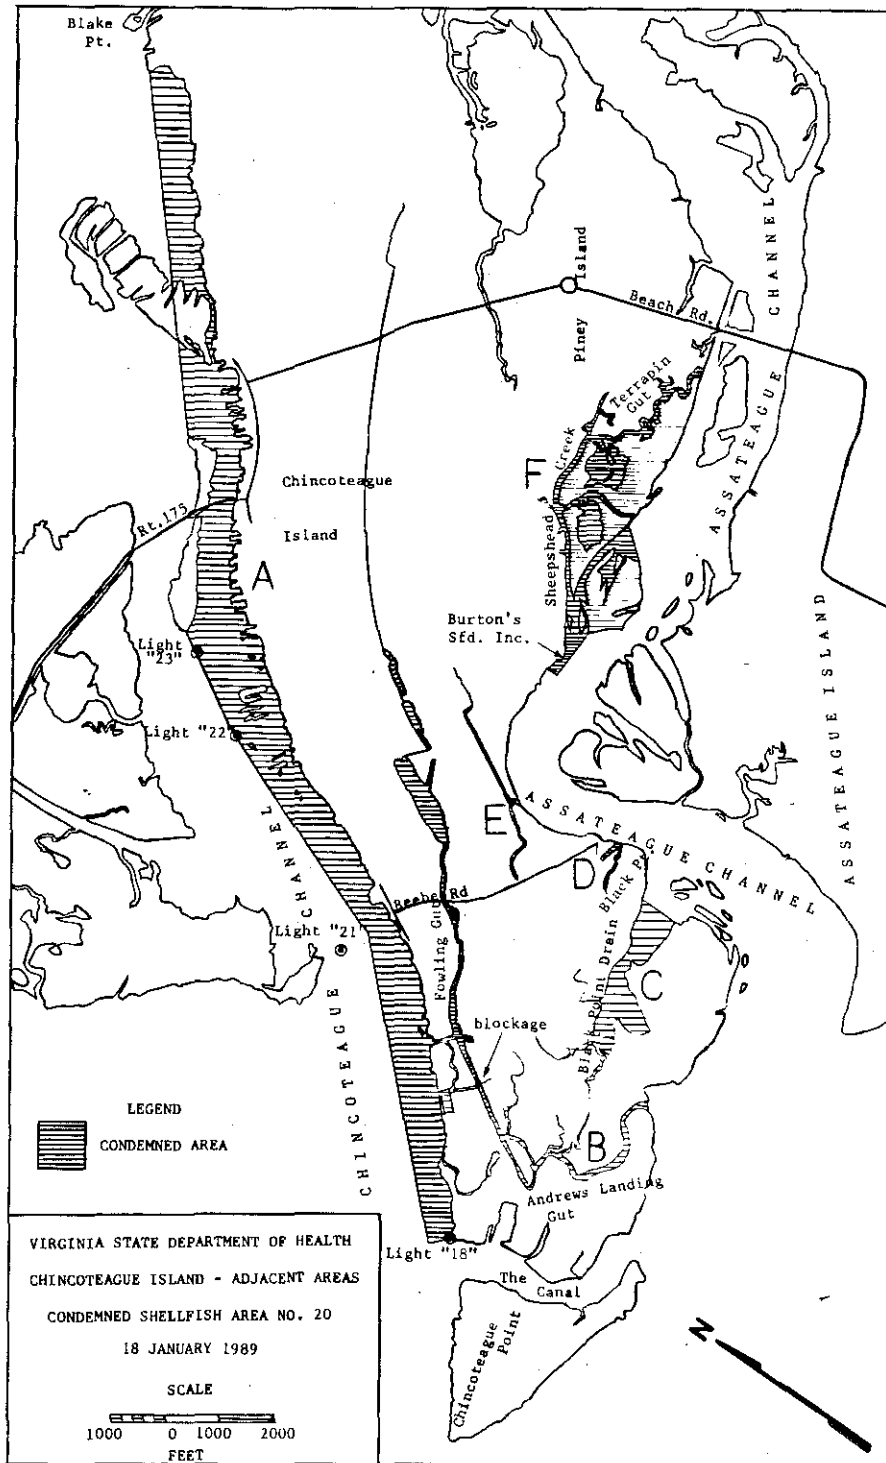 Blake
Pt.
CHANNEL
Island
Piney
Beach Rd.
ASSATEAGUE
Terrapin
Gut
Creek
F
Sheepshead's
Chincoteague
Island
Rt.175
A
Burton's
Sfd. Inc.
Light
"23"
Light "22"
ASSATEAGUE ISLAND
E
ASSATEAGUE CHANNEL
D
Black Pt.
Beebe Rd
Light "21"
Fowling Gut
Black Point Drain
C
CHINCOTEAGUE CHANNEL
blockage
LEGEND
CONDEMNED AREA
B
Andrews Landing
Gut
Light "18"
The
Canal
Chincoteague
Point
N
VIRGINIA STATE DEPARTMENT OF HEALTH
CHINCOTEAGUE ISLAND - ADJACENT AREAS
CONDEMNED SHELLFISH AREA NO. 20
18 JANUARY 1989
SCALE
1000 0 1000 2000
FEET